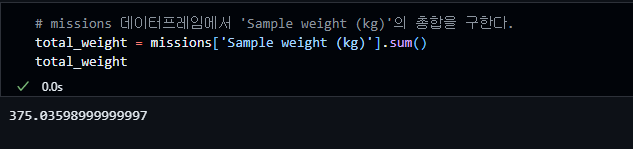 # missions 데이터프레임에서 'Sample weight (kg)'의 총합을 구한다.
total_weight = missions['Sample weight (kg)'].sum()
total_weight
✓ 0.0s
375.03598999999997